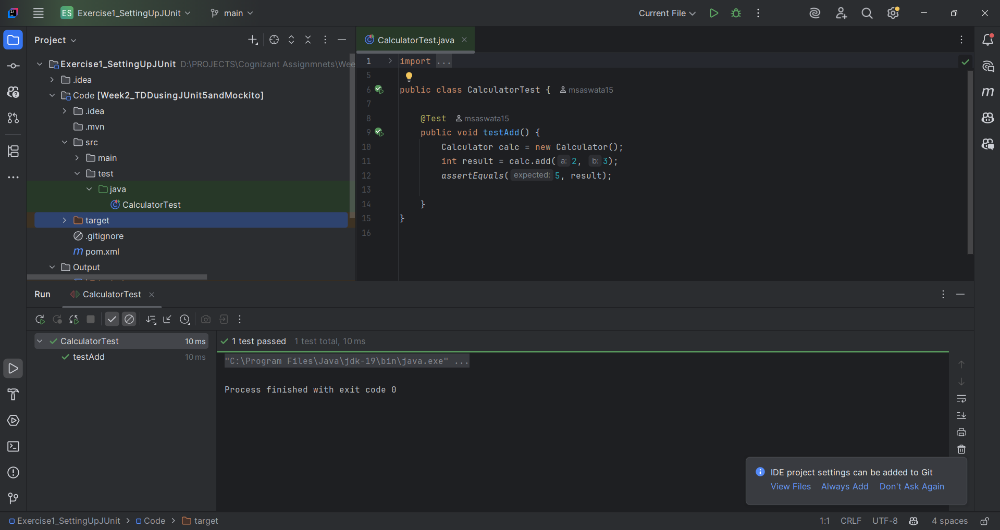 ES Exercise1_SettingUpJUnit main Current File
Project
CalculatorTest.java
Exercise1_SettingUpJUnit D:\PROJECTS\Cognizant Assignmnets\Wee
.idea
Code [Week2_TDDusingJUnit5andMockito]
.idea
.mvn
src
main
test
java
CalculatorTest
target
.gitignore
pom.xml
Output
1 import ...
5
6 public class CalculatorTest { msaswata15
7
8 @Test msaswata15
9 public void testAdd() {
10 Calculator calc = new Calculator();
11 int result = calc.add( a: 2, b: 3);
12 assertEquals( expected: 5, result);
13
14 }
15 }
16
Run CalculatorTest
CalculatorTest 10 ms
testAdd 10 ms
1 test passed 1 test total, 10 ms
"C:\Program Files\Java\jdk-19\bin\java.exe" ...
Process finished with exit code 0
IDE project settings can be added to Git
View Files Always Add Don't Ask Again
Exercise1_SettingUpJUnit > Code > target
1:1 CRLF UTF-8 4 spaces